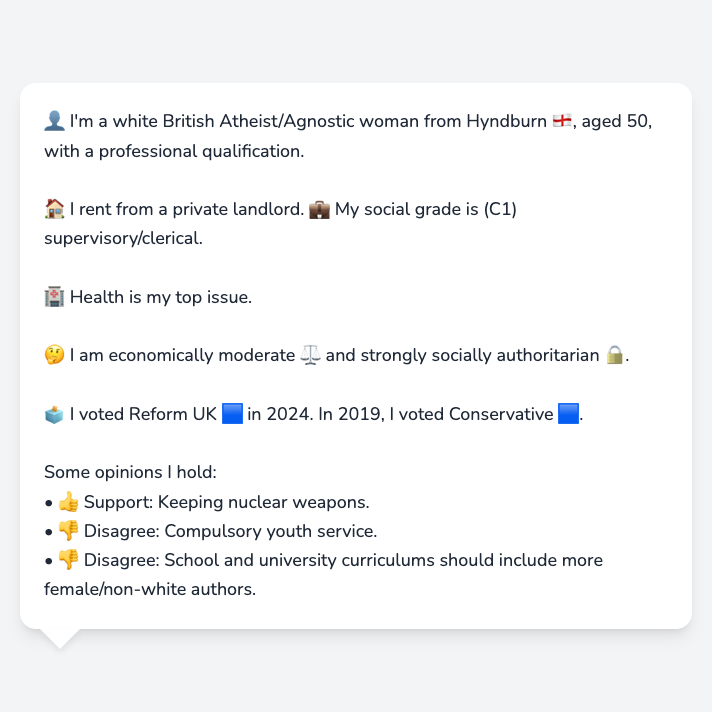 👤 I'm a white British Atheist/Agnostic woman from Hyndburn 🏴󠁧󠁢󠁥󠁮󠁧󠁿, aged 50,
with a professional qualification.
🏠 I rent from a private landlord. 💼 My social grade is (C1)
supervisory/clerical.
🏥 Health is my top issue.
🤔 I am economically moderate ⚖️ and strongly socially authoritarian 🔒.
🗳️ I voted Reform UK 🟦 in 2024. In 2019, I voted Conservative 🟦.
Some opinions I hold:
• 👍 Support: Keeping nuclear weapons.
• 👎 Disagree: Compulsory youth service.
• 👎 Disagree: School and university curriculums should include more
female/non-white authors.